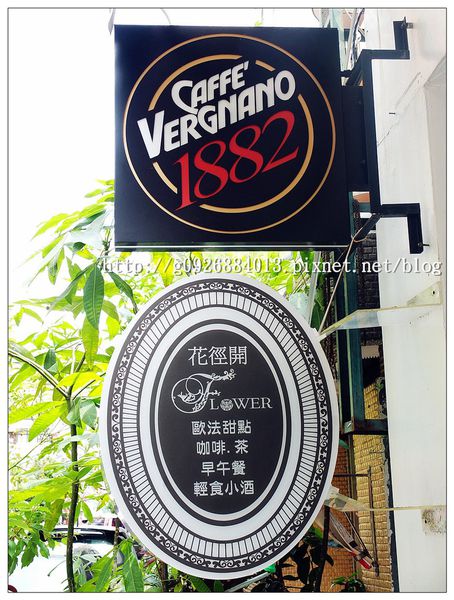 CAFFÈ
VERGNANO
1882
http://g0926884013.pixnet.net/blog
花徑開
FLOWER
歐法甜點
咖啡.茶
早午餐
輕食小酒